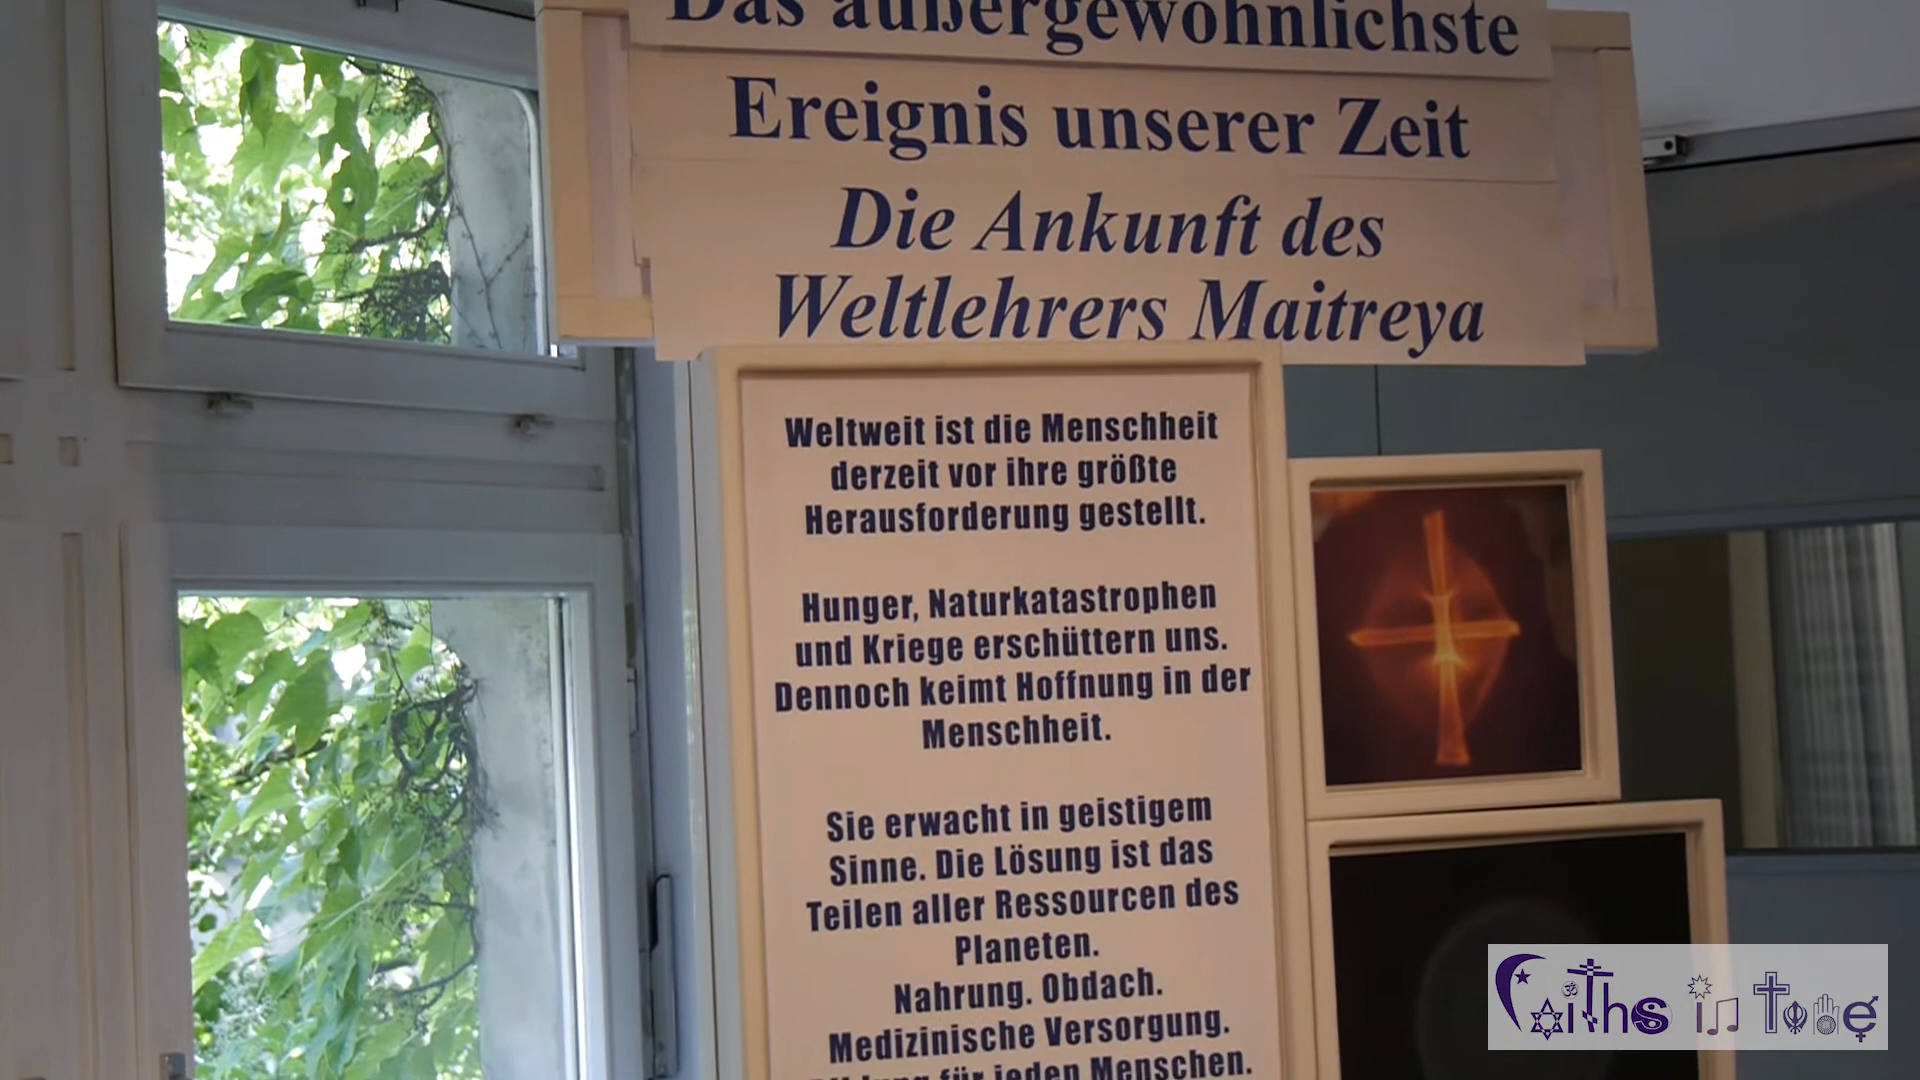 Das außergewöhnlichste
Ereignis unserer Zeit
Die Ankunft des
Weltlehrers Maitreya
Weltweit ist die Menschheit
derzeit vor ihre größte
Herausforderung gestellt.
Hunger, Naturkatastrophen
und Kriege erschüttern uns.
Dennoch keimt Hoffnung in der
Menschheit.
Sie erwacht in geistigem
Sinne. Die Lösung ist das
Teilen aller Ressourcen des
Planeten.
Nahrung. Obdach.
Medizinische Versorgung.
für jeden Menschen.
Faiths in Tune